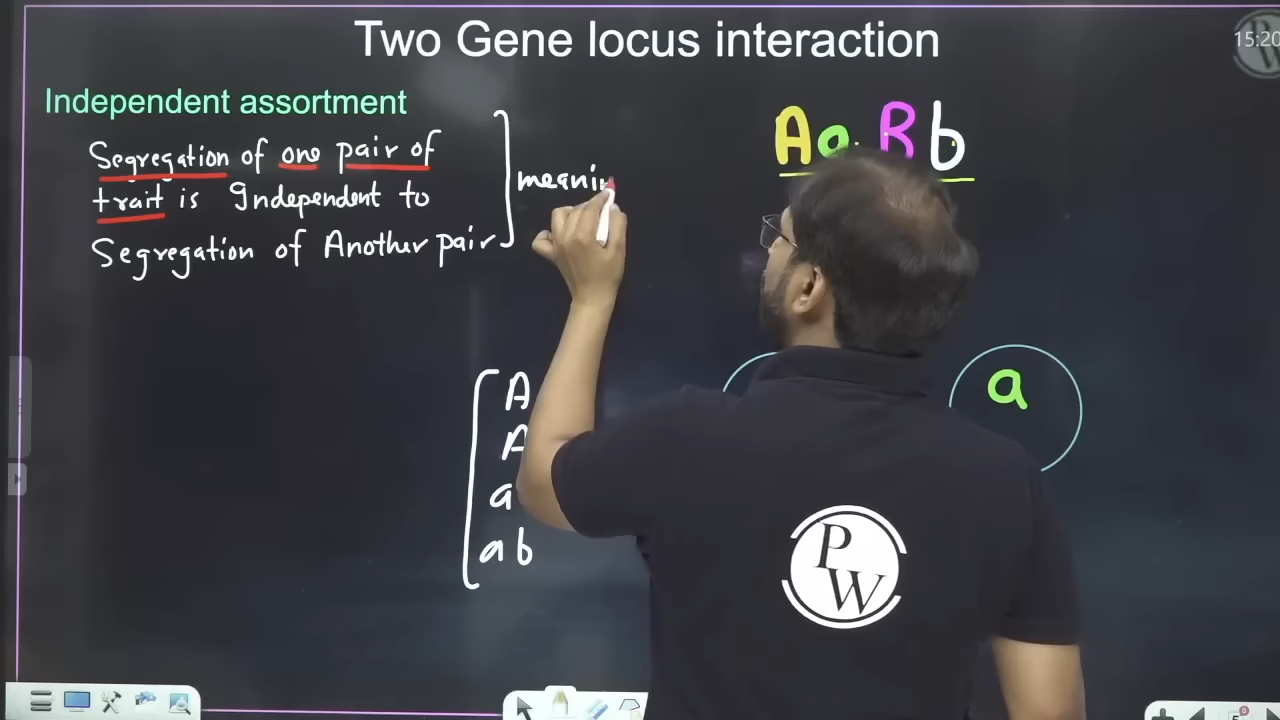 Two Gene locus interaction
15:20
Independent assortment
Segregation of one pair of
trait is Independent to
Segregation of Another pair
meanin
Aa Bb
A
A
a
ab
a
P
W